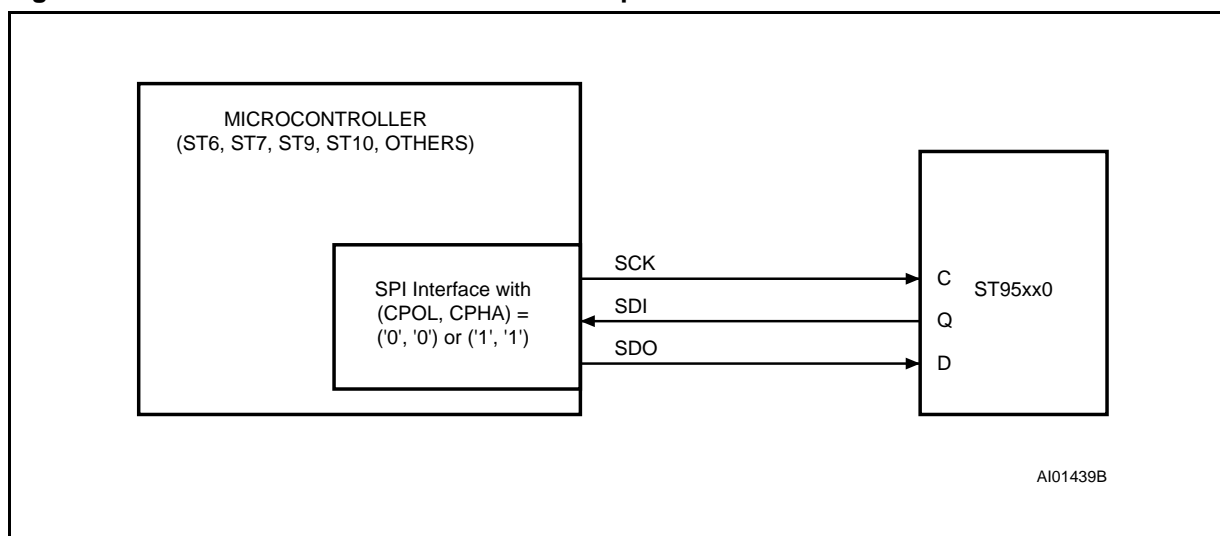 MICROCONTROLLER
(ST6, ST7, ST9, ST10, OTHERS)
SPI Interface with
(CPOL, CPHA) =
('0', '0') or ('1', '1')
SCK
SDI
SDO
C
Q
D
ST95xx0
AI01439B